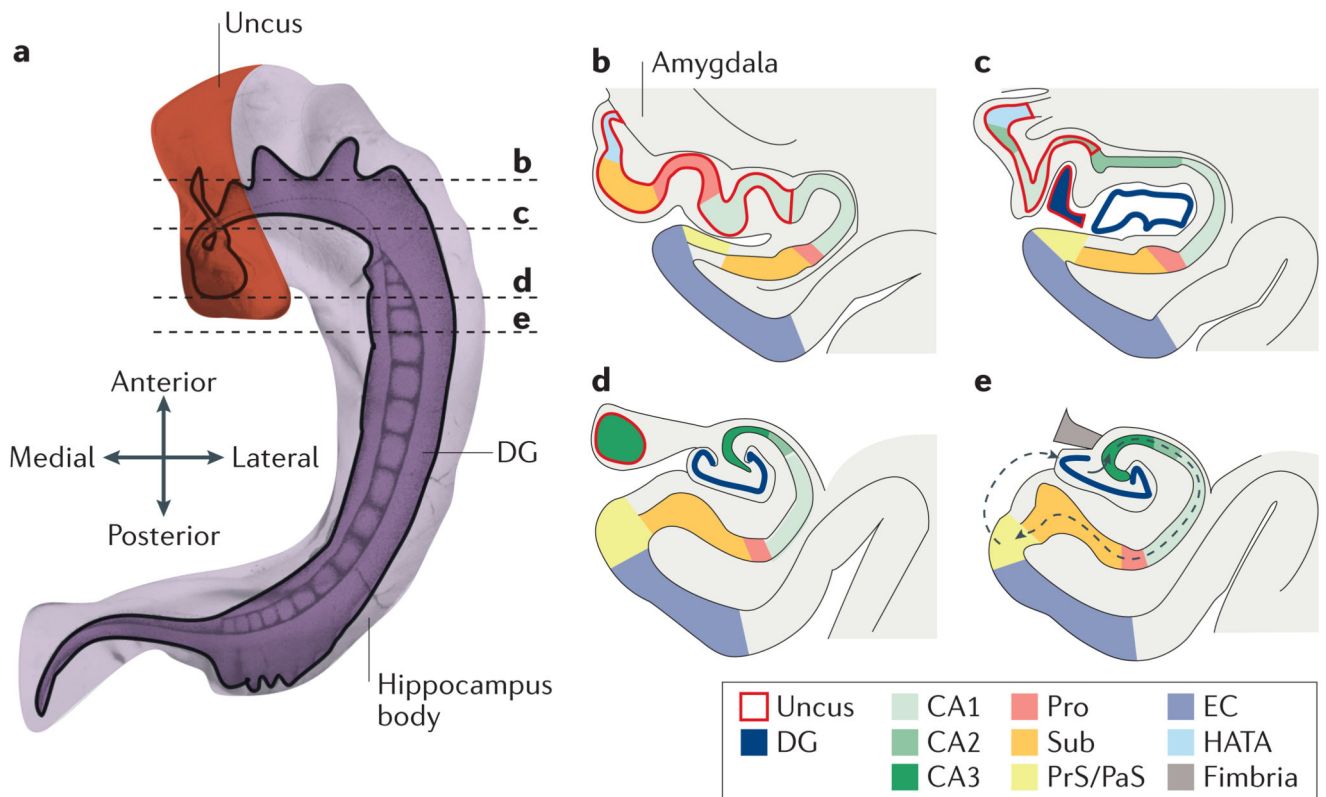 a
Uncus
b
c
d
e
Anterior
Medial
Lateral
Posterior
DG
Hippocampus
body
b
Amygdala
c
d
e
Uncus
DG
CA1
CA2
CA3
Pro
Sub
PrS/PaS
EC
HATA
Fimbria